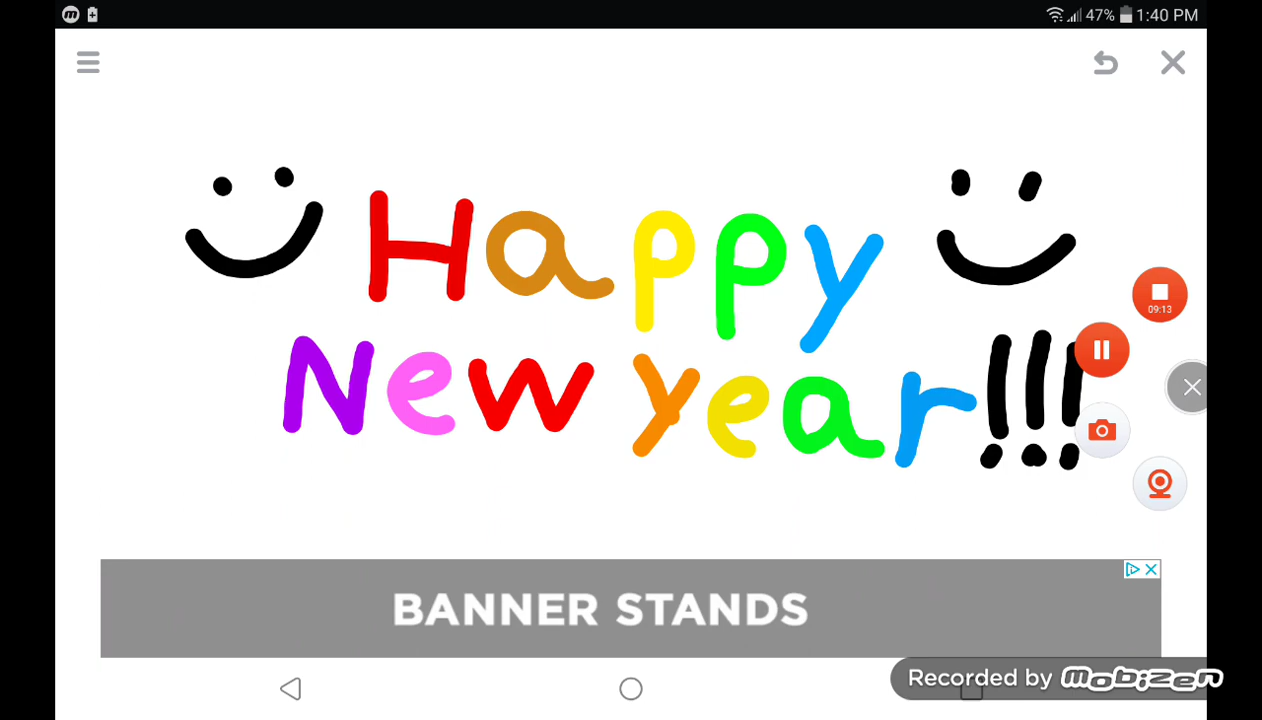 47% 1:40 PM
Happy
New year!!!
09:13
BANNER STANDS
Recorded by mobizen